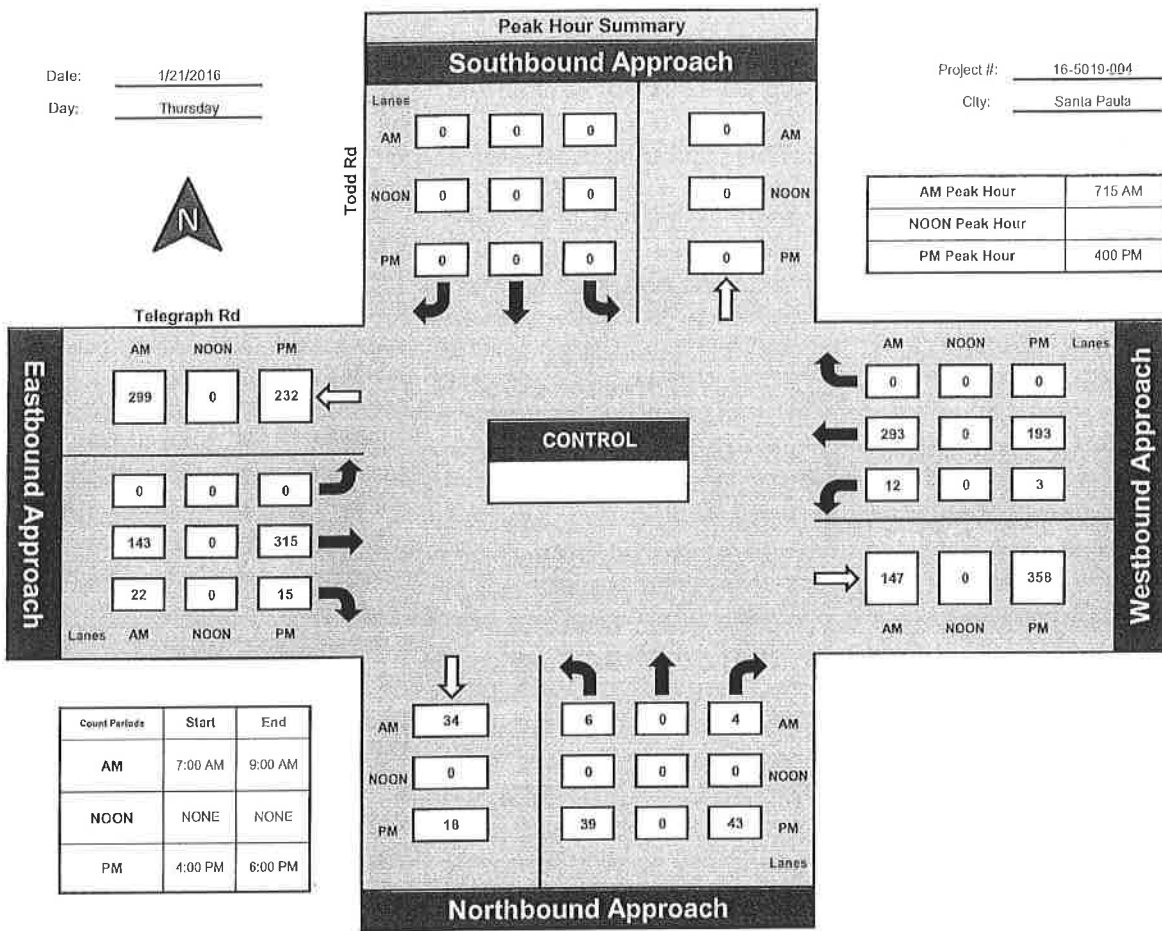 Peak Hour Summary
Southbound Approach
Date: 1/21/2016
Day: Thursday
Project #: 16-5019-004
City: Santa Paula
N
Todd Rd
Lanes
AM 0 0 0 0 AM
NOON 0 0 0 0 NOON
PM 0 0 0 0 PM
AM Peak Hour 715 AM
NOON Peak Hour
PM Peak Hour 400 PM
Telegraph Rd
Eastbound Approach
AM NOON PM
299 0 232
0 0 0
143 0 315
22 0 15
Lanes AM NOON PM
CONTROL
AM NOON PM Lanes
0 0 0
293 0 193
12 0 3
147 0 358
AM NOON PM
Westbound Approach
Count Periods Start End
AM 7:00 AM 9:00 AM
NOON NONE NONE
PM 4:00 PM 6:00 PM
AM 34 6 0 4 AM
NOON 0 0 0 0 NOON
PM 18 39 0 43 PM
Lanes
Northbound Approach